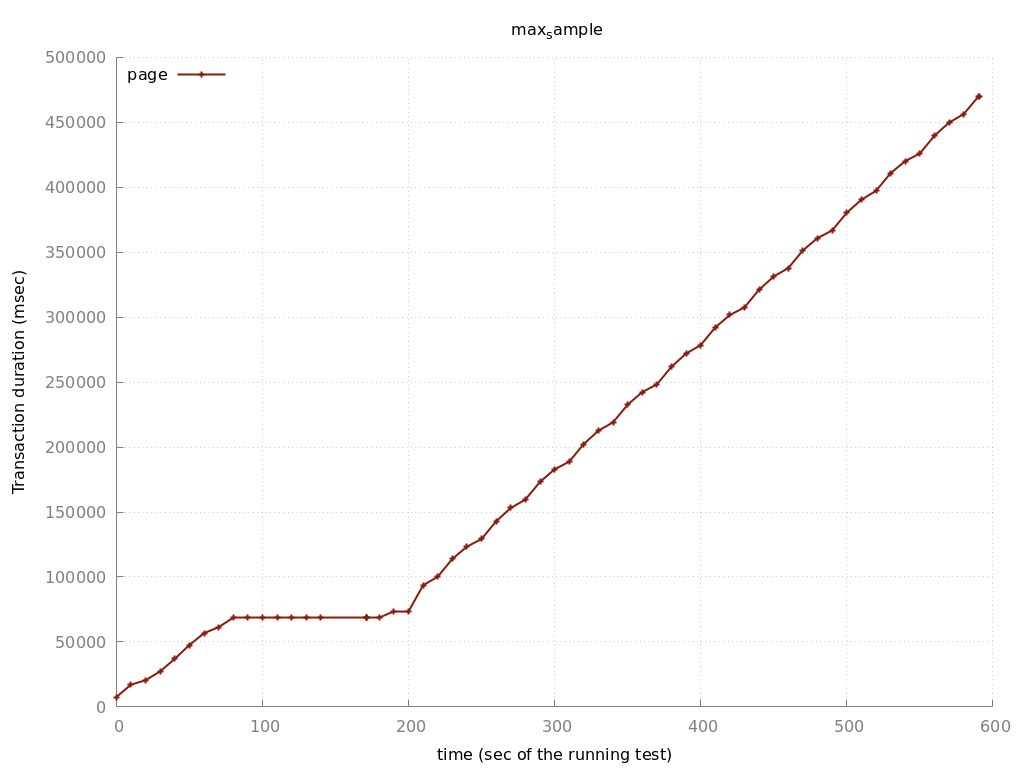 maxsample
page
500000
450000
400000
350000
300000
250000
200000
150000
100000
50000
0
Transaction duration (msec)
0 100 200 300 400 500 600
time (sec of the running test)